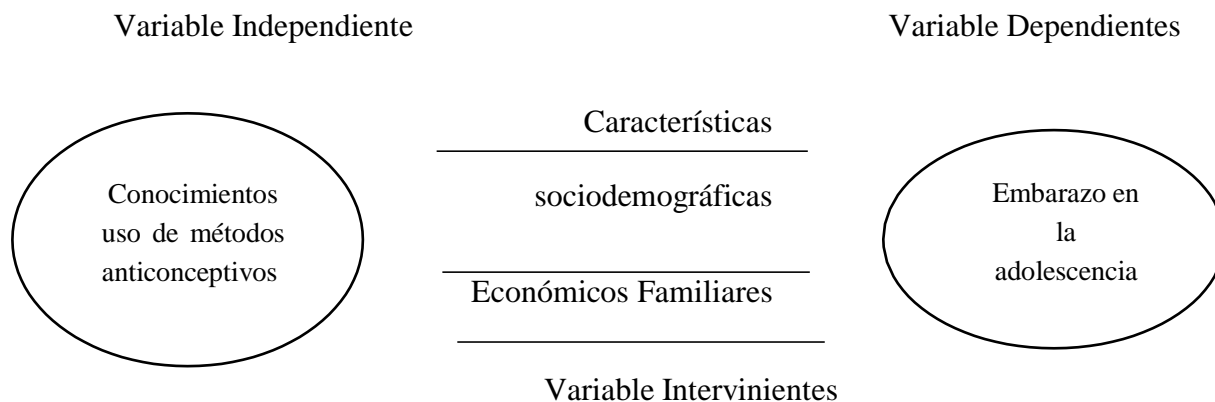 Variable Independiente
Variable Dependientes
Características
sociodemográficas
Conocimientos
uso de métodos
anticonceptivos
Embarazo en
la
adolescencia
Económicos Familiares
Variable Intervinientes